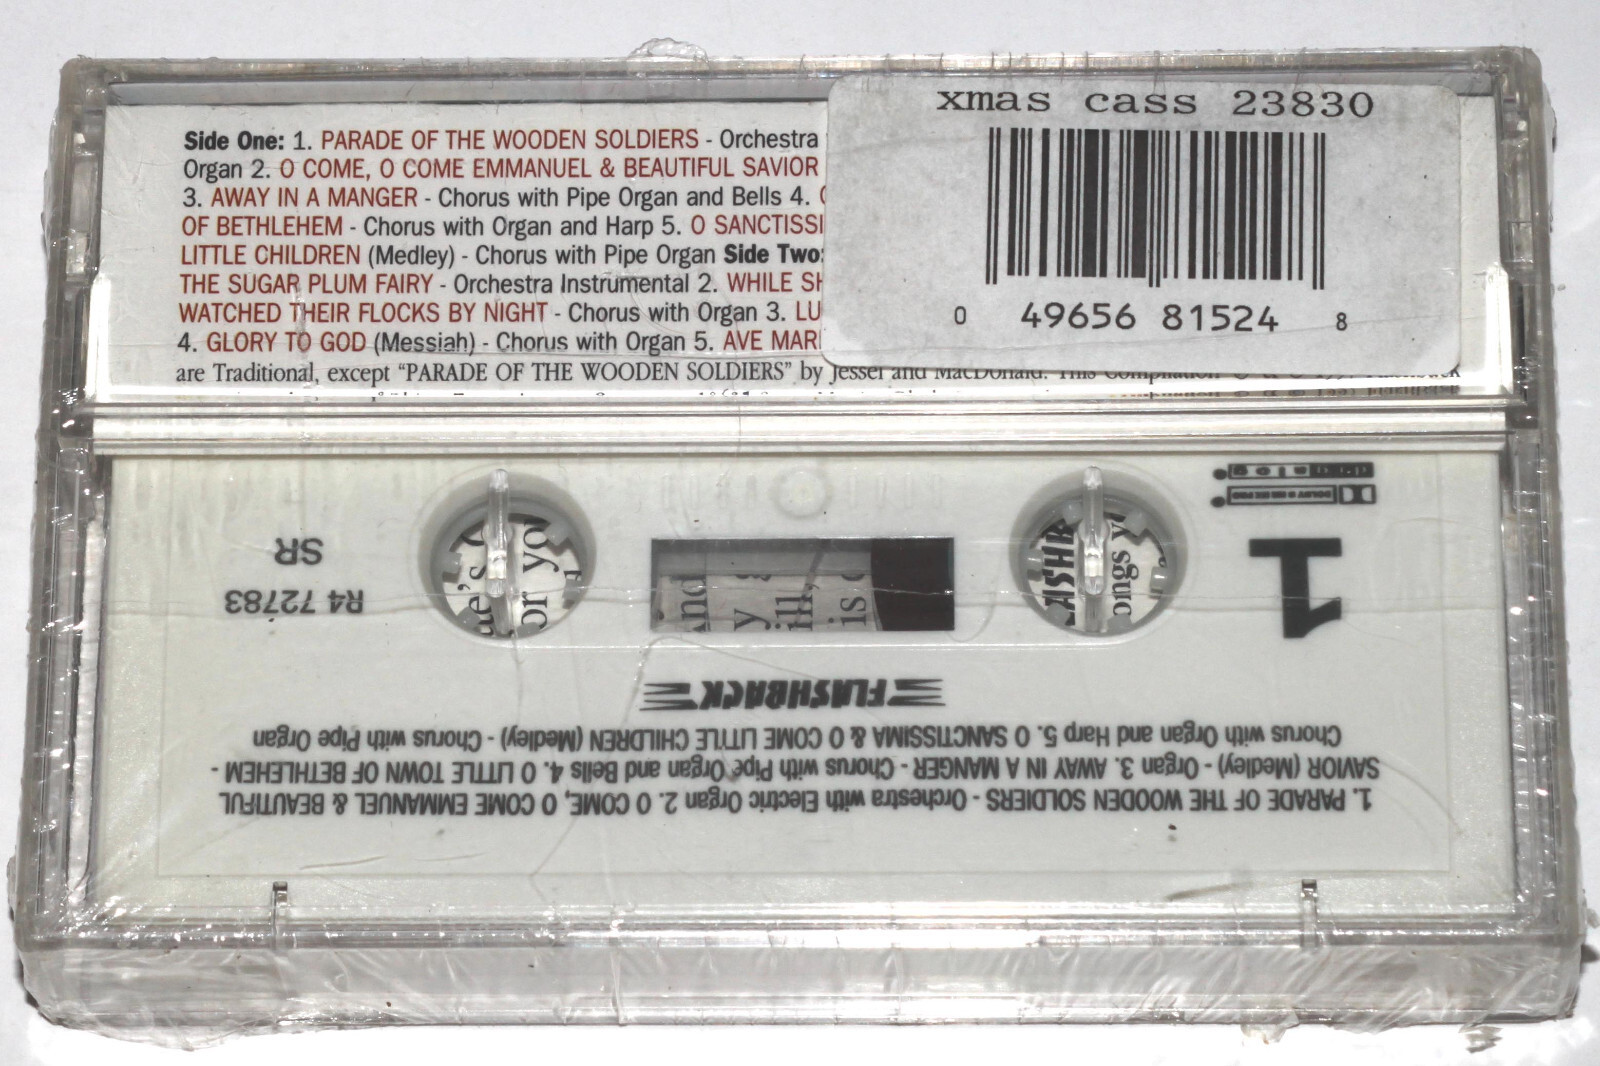 xmas cass 23830
0 49656 81524 8
Side One: 1. PARADE OF THE WOODEN SOLDIERS - Orchestra
Organ 2. O COME, O COME EMMANUEL & BEAUTIFUL SAVIOR
3. AWAY IN A MANGER - Chorus with Pipe Organ and Bells 4.
OF BETHLEHEM - Chorus with Organ and Harp 5. O SANCTISSI
LITTLE CHILDREN (Medley) - Chorus with Pipe Organ Side Two:
THE SUGAR PLUM FAIRY - Orchestra Instrumental 2. WHILE SH
WATCHED THEIR FLOCKS BY NIGHT - Chorus with Organ 3. LU
4. GLORY TO GOD (Messiah) - Chorus with Organ 5. AVE MARI
are Traditional, except “PARADE OF THE WOODEN SOLDIERS” by Jessel and MacDonald. This Compilation
1. PARADE OF THE WOODEN SOLDIERS - Orchestra with Electric Organ 2. O COME, O COME EMMANUEL & BEAUTIFUL
SAVIOR (Medley) - Organ 3. AWAY IN A MANGER - Chorus with Pipe Organ and Bells 4. O LITTLE TOWN OF BETHLEHEM -
Chorus with Organ and Harp 5. O SANCTISSIMA & O COME LITTLE CHILDREN (Medley) - Chorus with Pipe Organ
FLASHBACK
1
R4 72783
SR